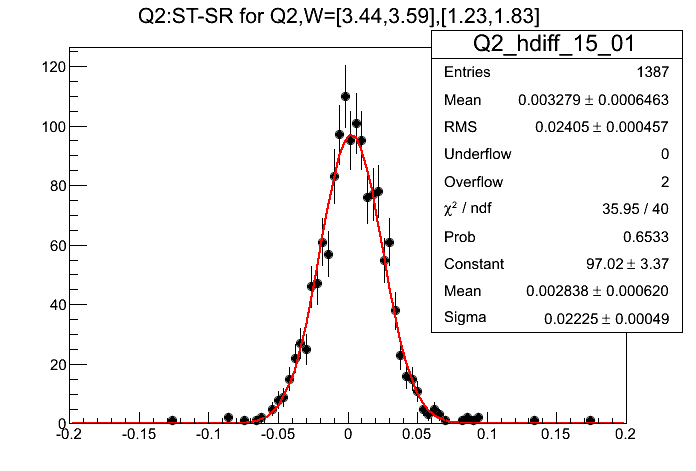 Q2:ST-SR for Q2,W=[3.44,3.59],[1.23,1.83]
Q2_hdiff_15_01
Entries 1387
Mean 0.003279 ± 0.0006463
RMS 0.02405 ± 0.000457
Underflow 0
Overflow 2
χ² / ndf 35.95 / 40
Prob 0.6533
Constant 97.02 ± 3.37
Mean 0.002838 ± 0.000620
Sigma 0.02225 ± 0.00049
120
100
80
60
40
20
0
-0.2 -0.15 -0.1 -0.05 0 0.05 0.1 0.15 0.2